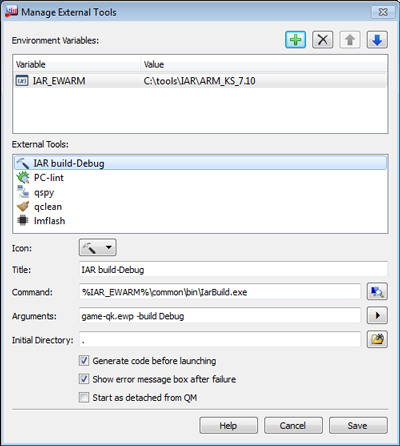 Manage External Tools
Environment Variables:
Variable Value
IAR_EWARM C:\tools\IAR\ARM_KS_7.10
External Tools:
IAR build-Debug
PC-lint
qspy
qclean
lmflash
Icon:
Title: IAR build-Debug
Command: %IAR_EWARM%\common\bin\IarBuild.exe
Arguments: game-qk.ewp -build Debug
Initial Directory: .
Generate code before launching
Show error message box after failure
Start as detached from QM
Help Cancel Save